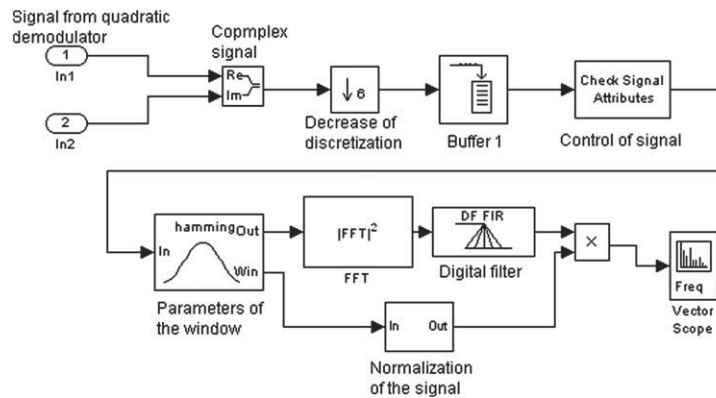 Signal from quadratic
demodulator
1
In1
2
In2
Copmplex
signal
Re
Im
6
Decrease of
discretization
Buffer 1
Check Signal
Attributes
Control of signal
hamming
In
Out
Win
Parameters of
the window
|FFT|²
FFT
DF FIR
Digital filter
×
In Out
Normalization
of the signal
Freq
Vector
Scope